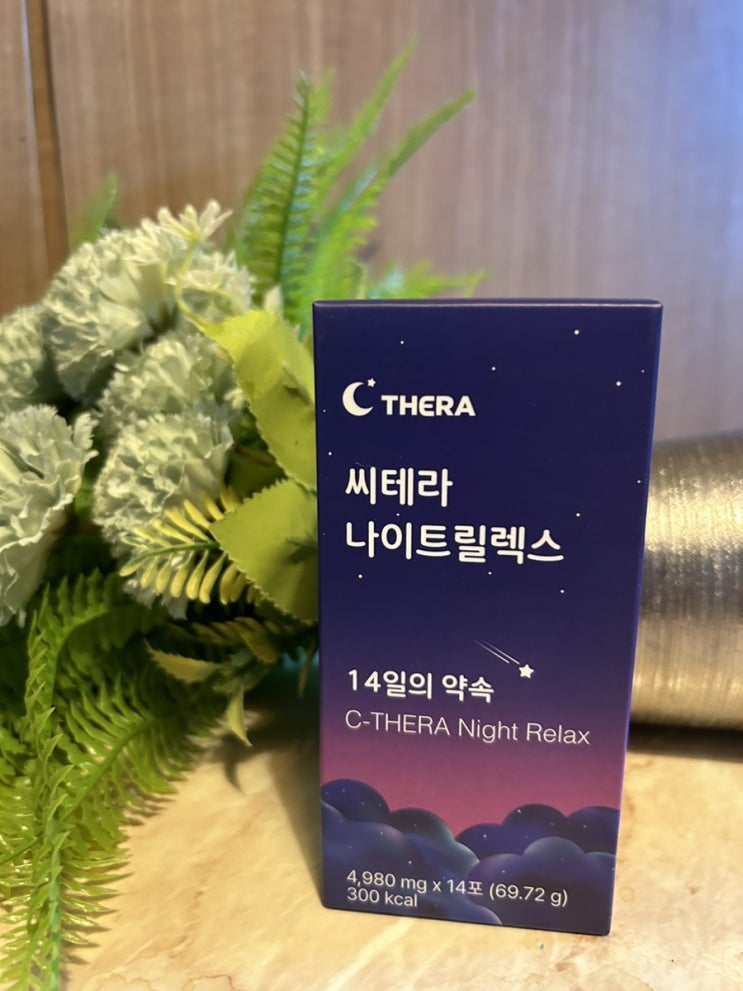 THERA
씨테라
나이트릴렉스
14일의 약속
C-THERA Night Relax
4,980 mg x 14포 (69.72 g)
300 kcal